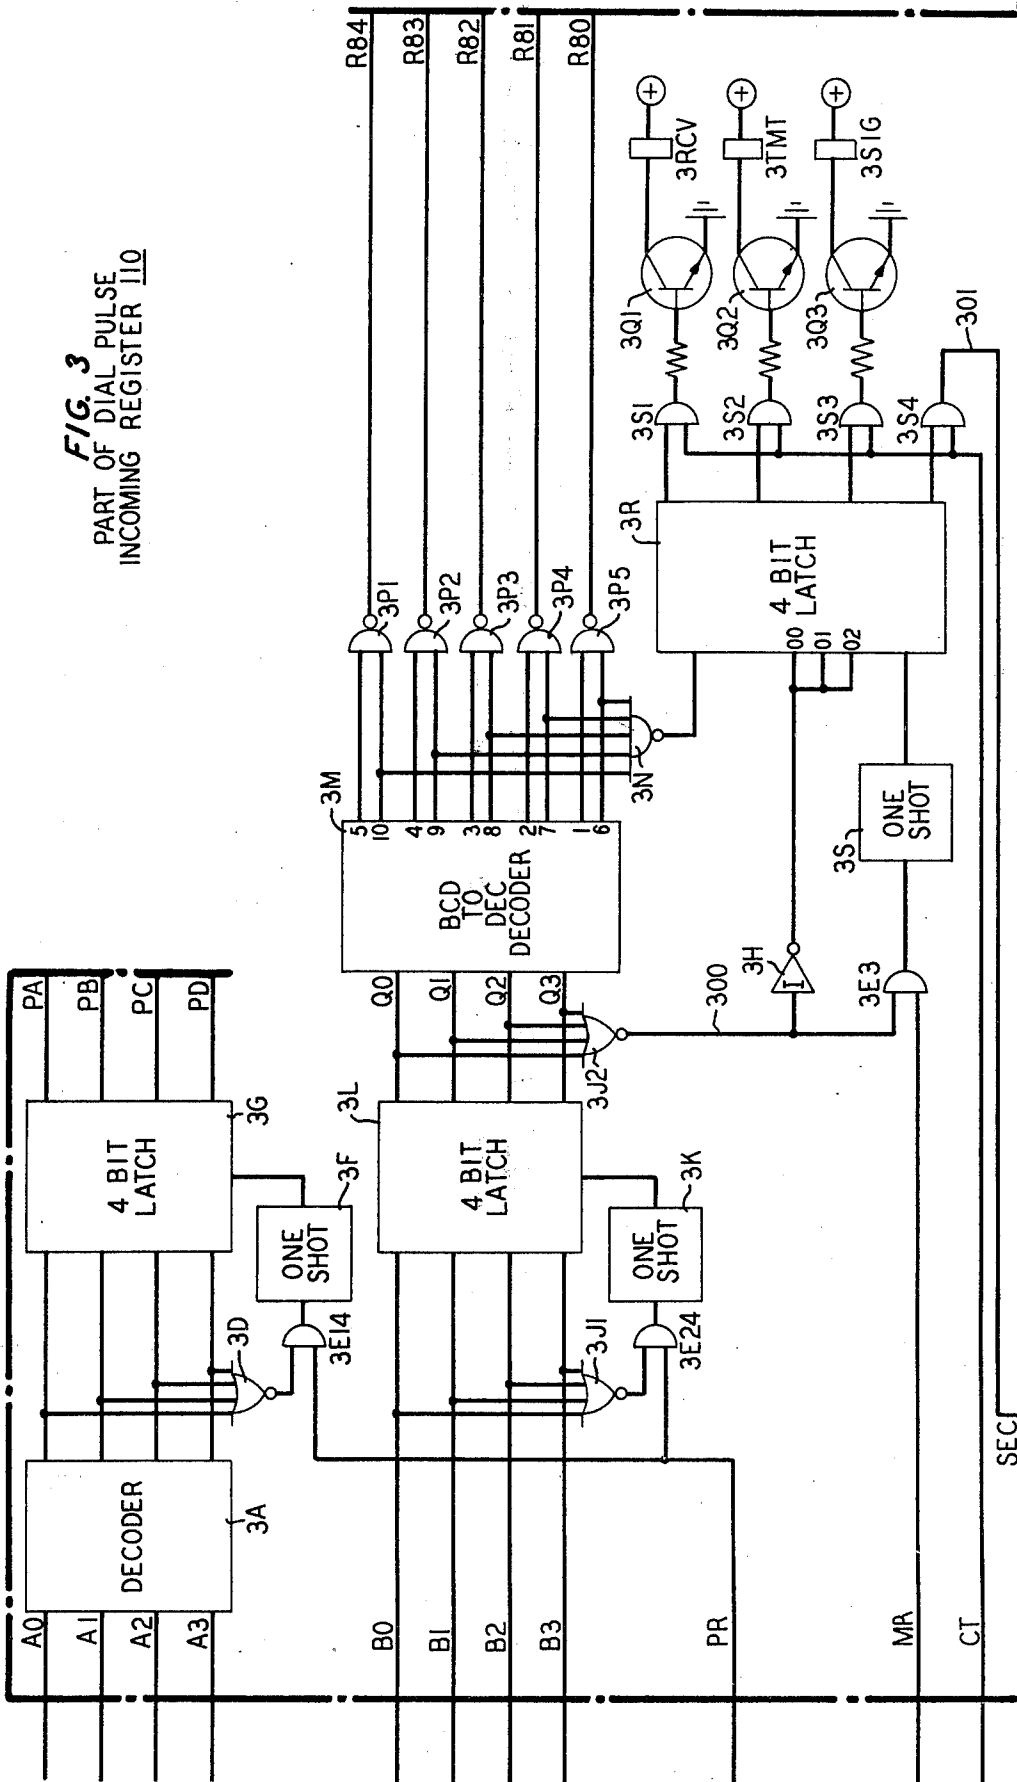 FIG. 3
PART OF DIAL PULSE
INCOMING REGISTER 110
A0
A1
A2
A3
DECODER
3A
3D
3E14
ONE
SHOT
3F
4 BIT
LATCH
3G
PA
PB
PC
PD
B0
B1
B2
B3
3J1
3E24
ONE
SHOT
3K
4 BIT
LATCH
3L
Q0
Q1
Q2
Q3
3J2
300
3H
I
3E3
ONE
SHOT
3S
BCD
TO
DEC
DECODER
3M
5
10
4
9
3
8
2
7
1
6
3N
3P1
3P2
3P3
3P4
3P5
R84
R83
R82
R81
R80
4 BIT
LATCH
3R
00
01
02
3S1
3S2
3S3
3S4
3Q1
3Q2
3Q3
3RCV
3TMT
3SIG
+
+
+
301
PR
MR
CT
SEC